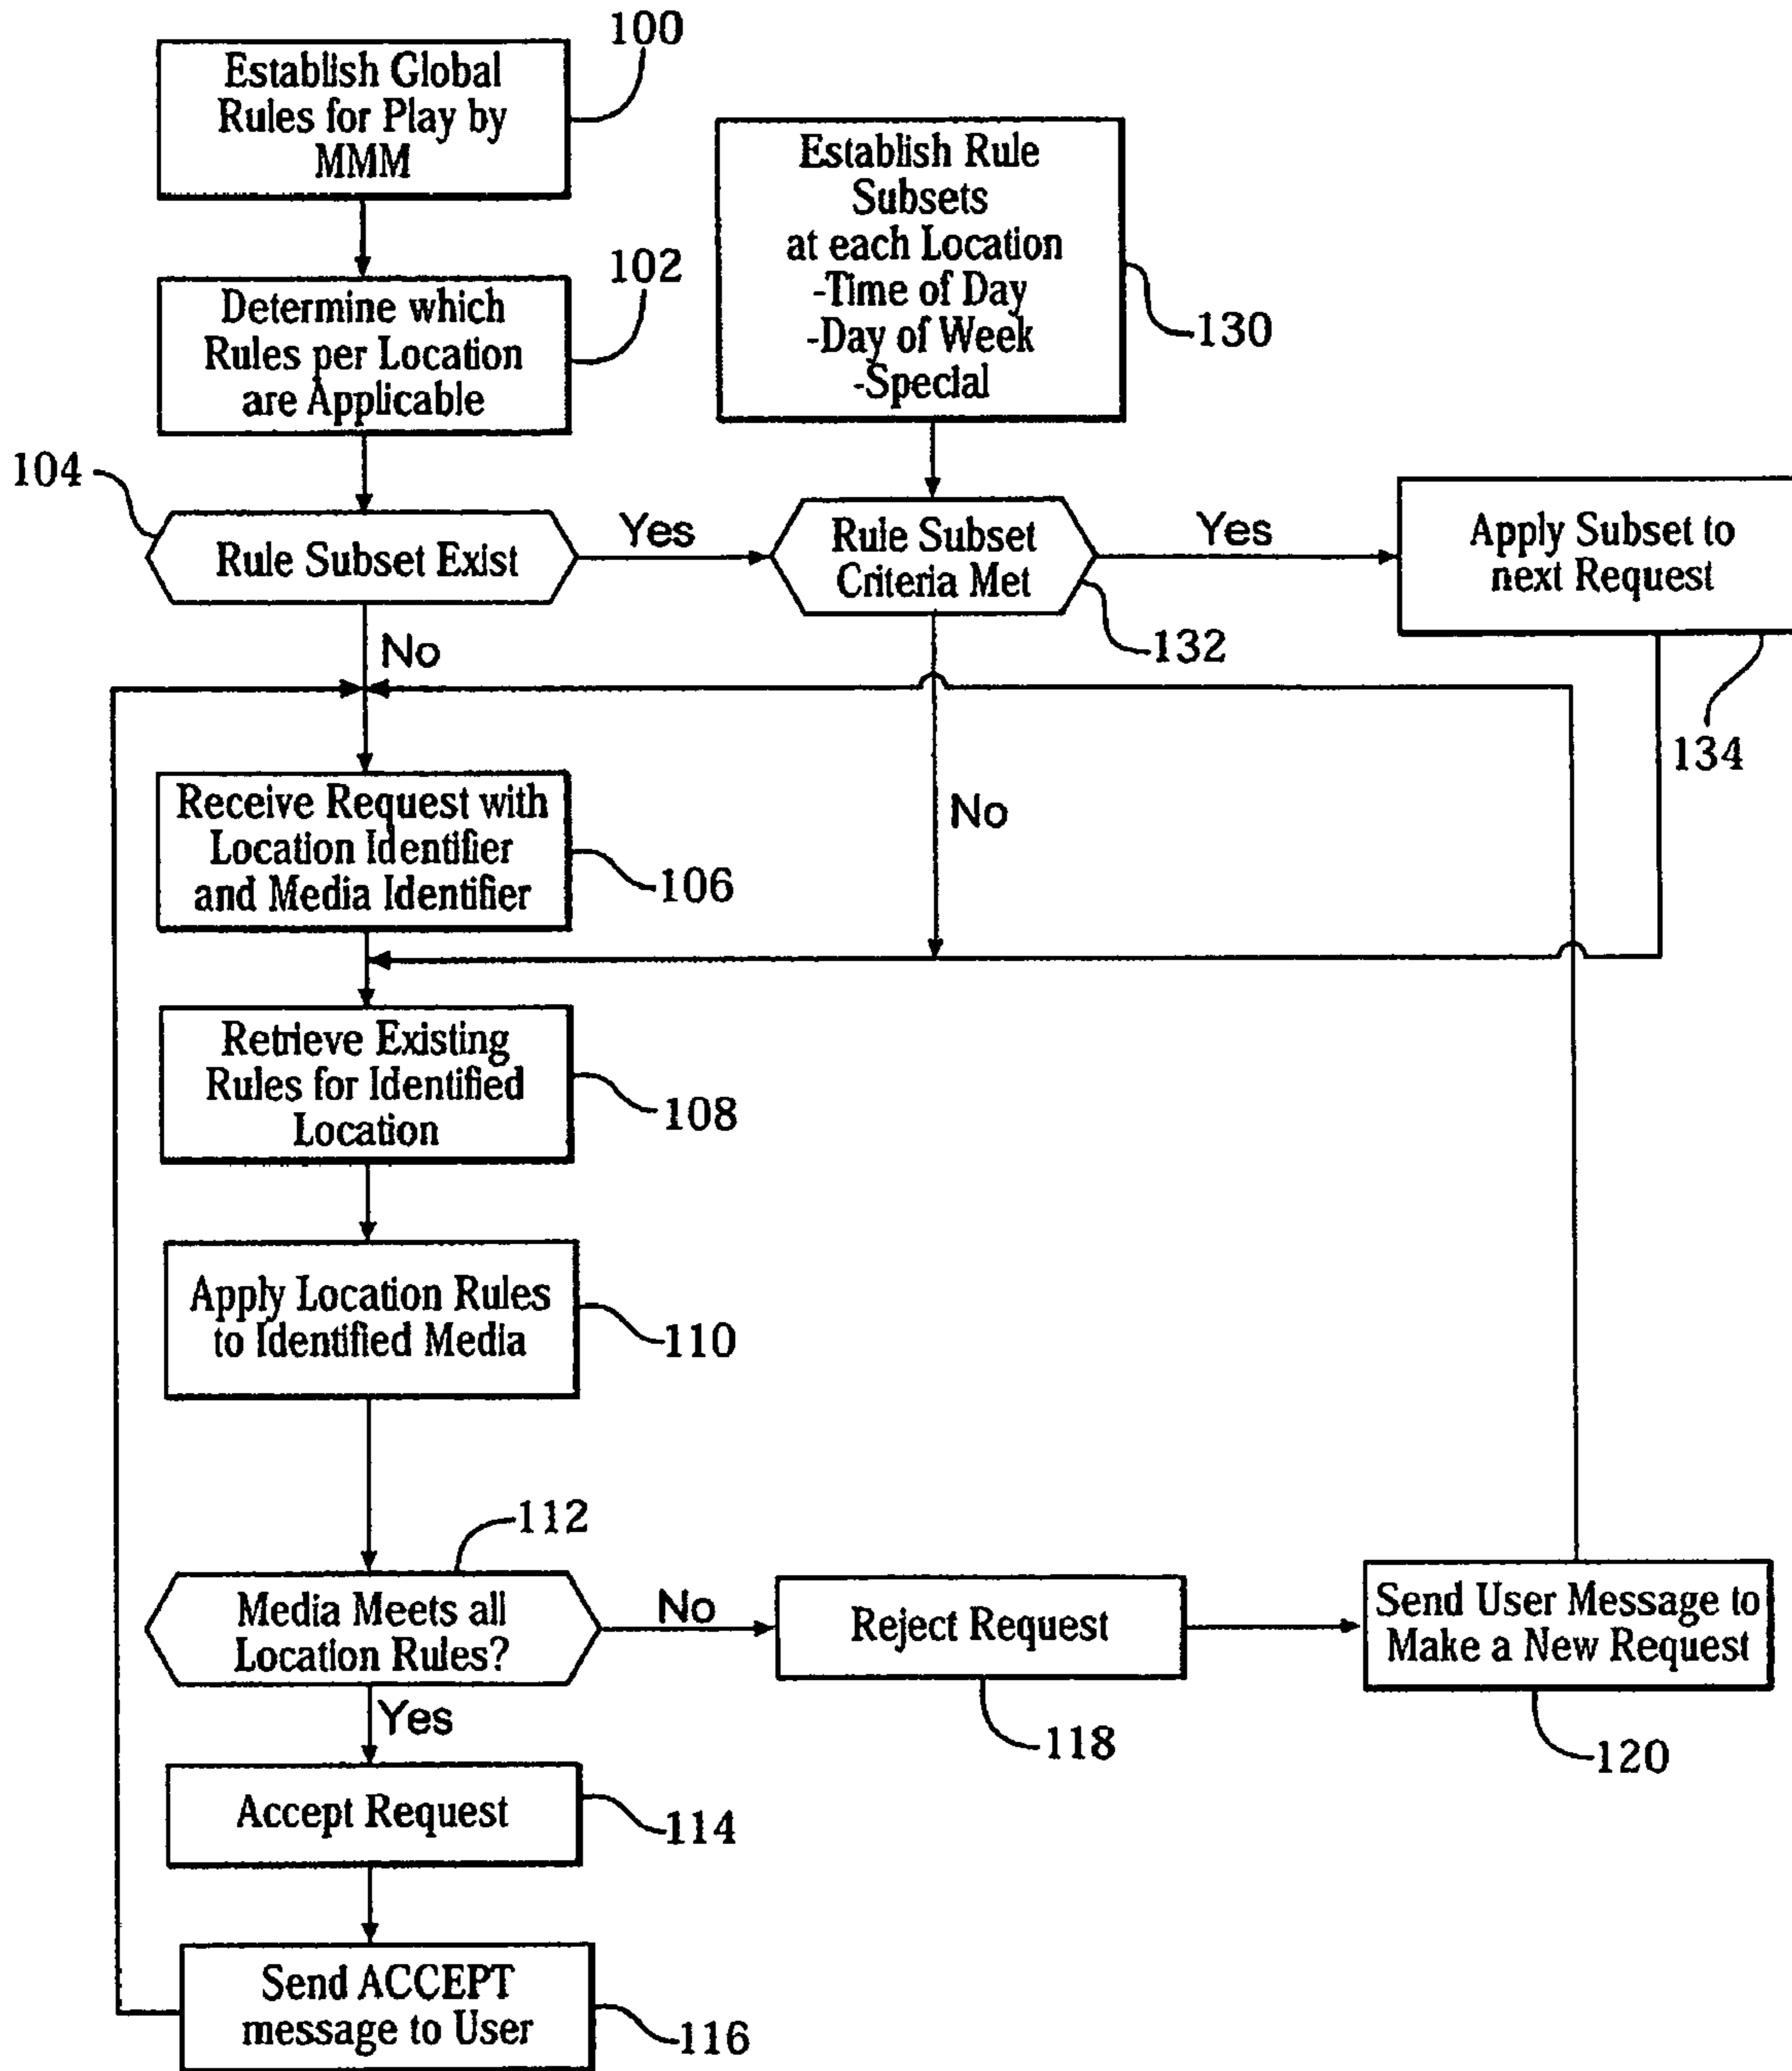 100
Establish Global
Rules for Play by
MMM
Establish Rule
Subsets
at each Location
-Time of Day
-Day of Week
-Special
130
102
Determine which
Rules per Location
are Applicable
104
Rule Subset Exist
Yes
Rule Subset
Criteria Met
132
Yes
Apply Subset to
next Request
134
No
No
Receive Request with
Location Identifier
and Media Identifier
106
Retrieve Existing
Rules for Identified
Location
108
Apply Location Rules
to Identified Media
110
112
Media Meets all
Location Rules?
No
Reject Request
118
Send User Message to
Make a New Request
120
Yes
Accept Request
114
Send ACCEPT
message to User
116